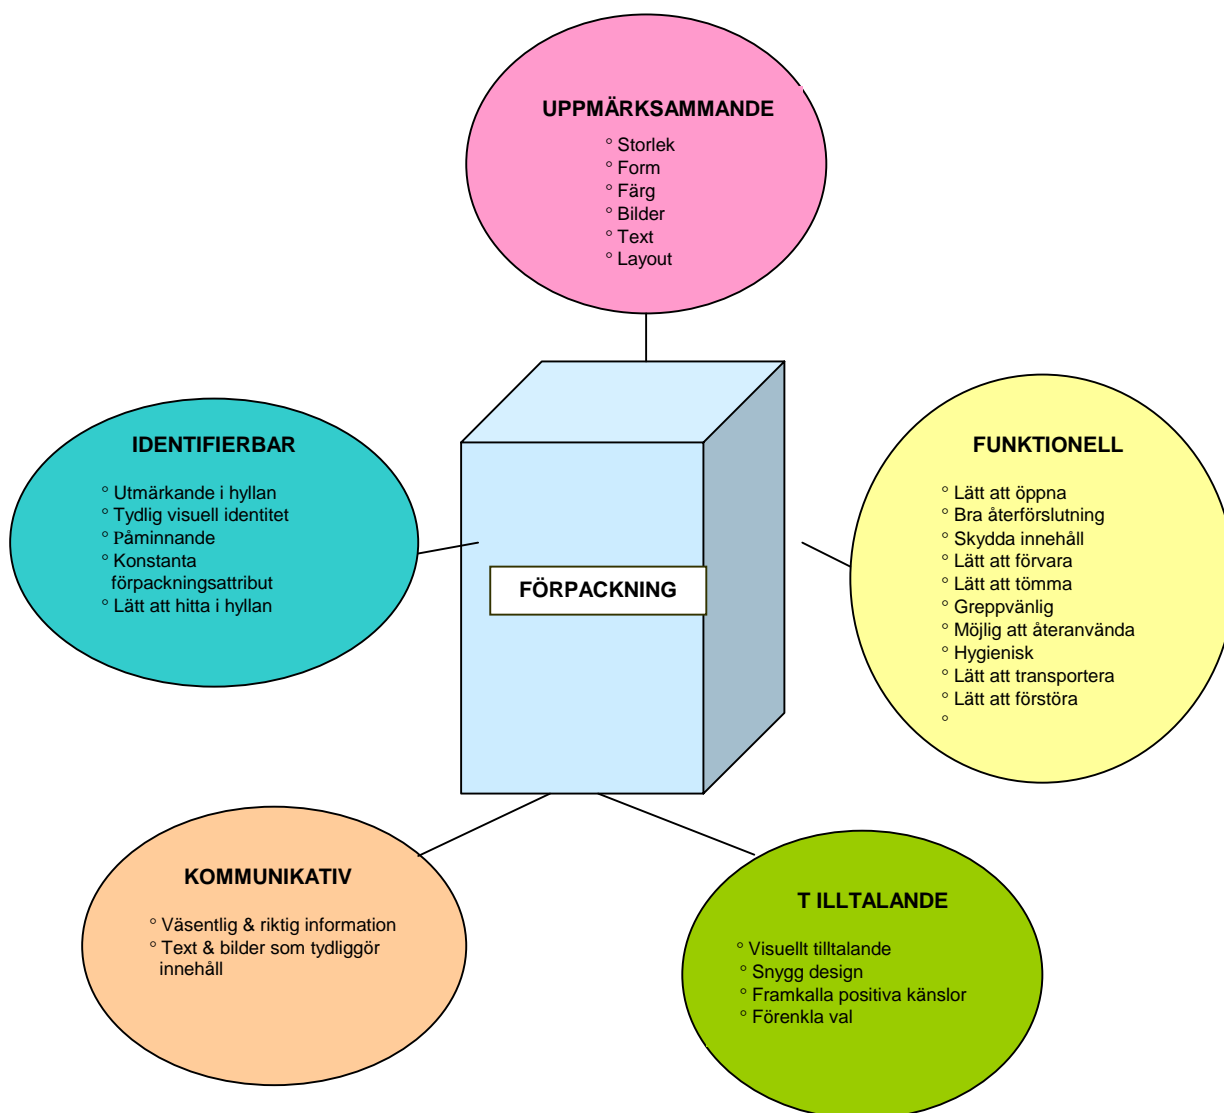 UPPMÄRKSAMMANDE
° Storlek
° Form
° Färg
° Bilder
° Text
° Layout
IDENTIFIERBAR
° Utmärkande i hyllan
° Tydlig visuell identitet
° Påminnande
° Konstanta
förpackningsattribut
° Lätt att hitta i hyllan
FÖRPACKNING
FUNKTIONELL
° Lätt att öppna
° Bra återförslutning
° Skydda innehåll
° Lätt att förvara
° Lätt att tömma
° Greppvänlig
° Möjlig att återanvända
° Hygienisk
° Lätt att transportera
° Lätt att förstöra
°
KOMMUNIKATIV
° Väsentlig & riktig information
° Text & bilder som tydliggör
innehåll
T ILLTALANDE
° Visuellt tilltalande
° Snygg design
° Framkalla positiva känslor
° Förenkla val